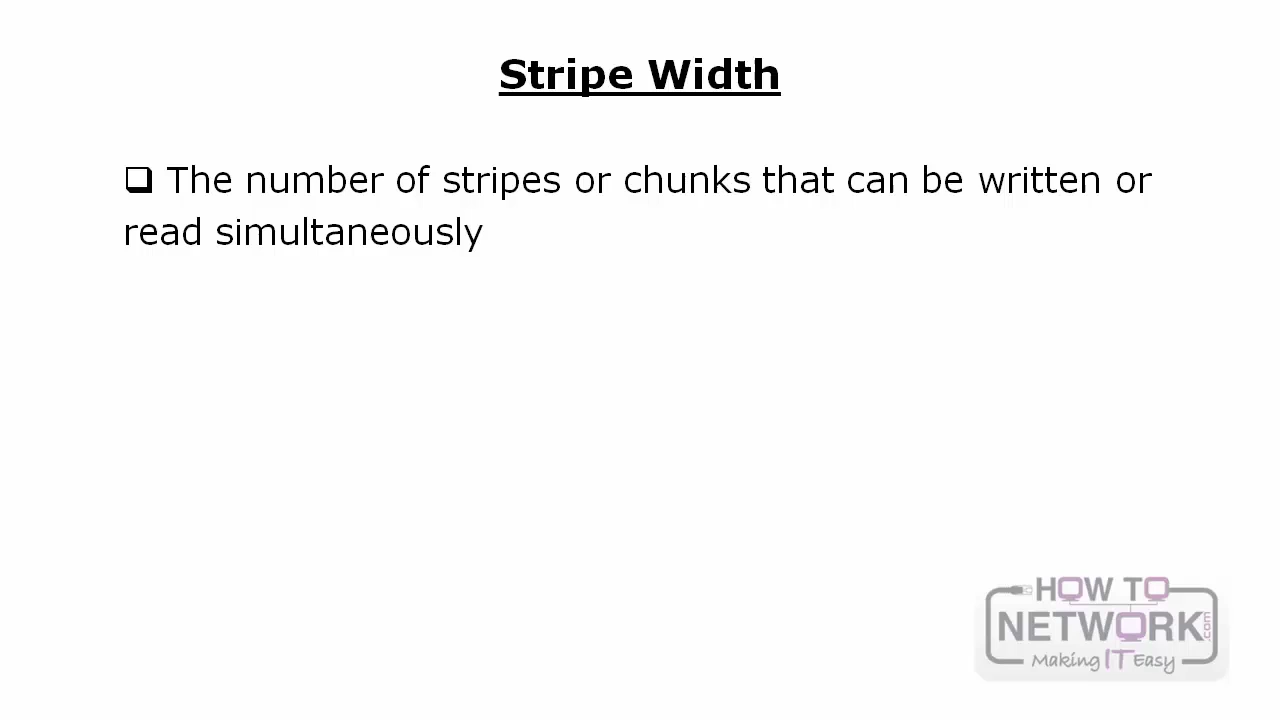 Stripe Width
❑ The number of stripes or chunks that can be written or
read simultaneously
HOW TO
NETWORK.com
Making IT Easy